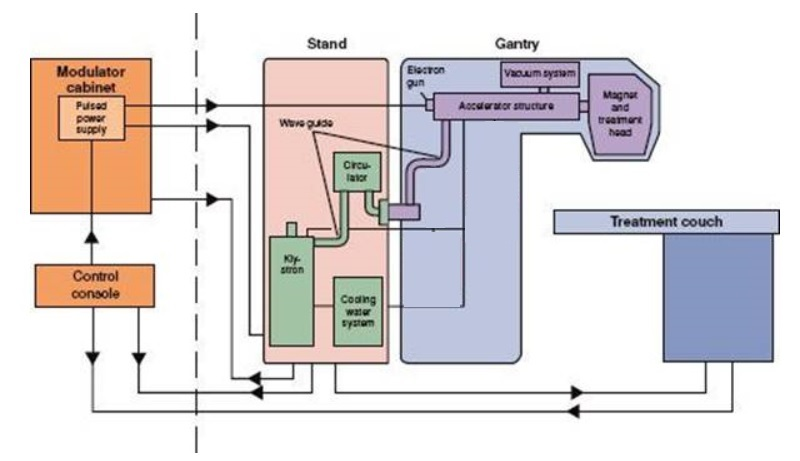 Stand
Gantry
Modulator
cabinet
Pulsed
power
supply
Electron
gun
Vacuum system
Accelerator structure
Magnet
and
treatment
head
Wave guide
Circu-
lator
Treatment couch
Kly-
stron
Control
console
Cooling
water
system